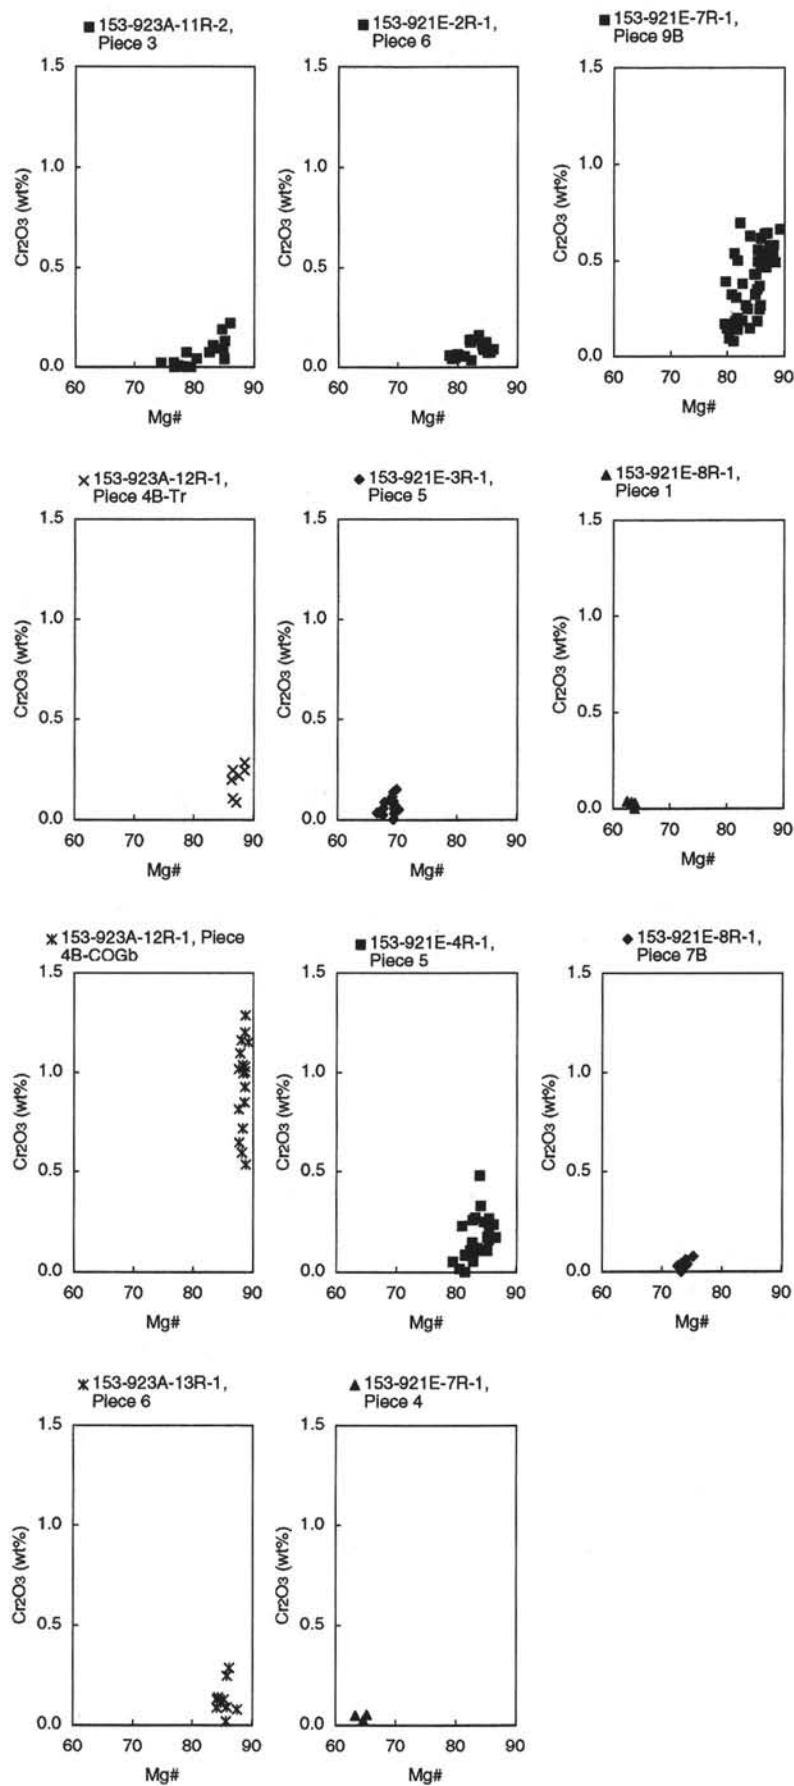 153-923A-11R-2,
Piece 3
1.5
1.0
0.5
0.0
Cr2O3 (wt%)
60 70 80 90
Mg#
153-921E-2R-1,
Piece 6
1.5
1.0
0.5
0.0
Cr2O3 (wt%)
60 70 80 90
Mg#
153-921E-7R-1,
Piece 9B
1.5
1.0
0.5
0.0
Cr2O3 (wt%)
60 70 80 90
Mg#
153-923A-12R-1,
Piece 4B-Tr
1.5
1.0
0.5
0.0
Cr2O3 (wt%)
60 70 80 90
Mg#
153-921E-3R-1,
Piece 5
1.5
1.0
0.5
0.0
Cr2O3 (wt%)
60 70 80 90
Mg#
153-921E-8R-1,
Piece 1
1.5
1.0
0.5
0.0
Cr2O3 (wt%)
60 70 80 90
Mg#
153-923A-12R-1, Piece
4B-COGb
1.5
1.0
0.5
0.0
Cr2O3 (wt%)
60 70 80 90
Mg#
153-921E-4R-1,
Piece 5
1.5
1.0
0.5
0.0
Cr2O3 (wt%)
60 70 80 90
Mg#
153-921E-8R-1,
Piece 7B
1.5
1.0
0.5
0.0
Cr2O3 (wt%)
60 70 80 90
Mg#
153-923A-13R-1,
Piece 6
1.5
1.0
0.5
0.0
Cr2O3 (wt%)
60 70 80 90
Mg#
153-921E-7R-1,
Piece 4
1.5
1.0
0.5
0.0
Cr2O3 (wt%)
60 70 80 90
Mg#